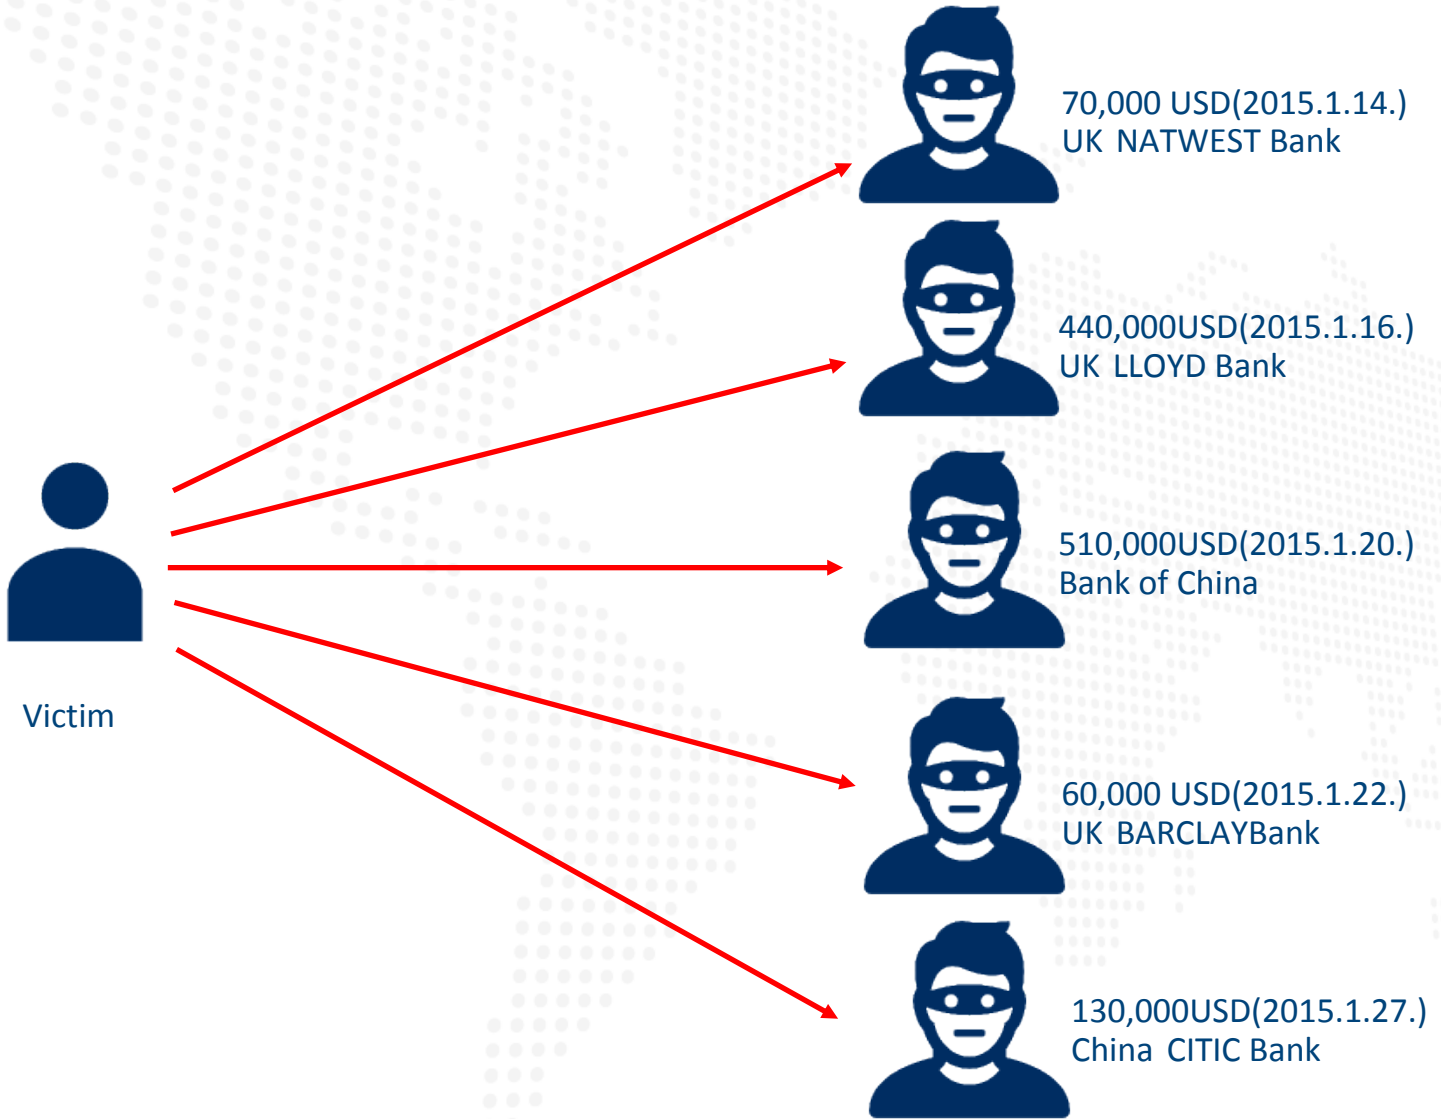 70,000 USD(2015.1.14.)
UK NATWEST Bank
440,000USD(2015.1.16.)
UK LLOYD Bank
510,000USD(2015.1.20.)
Bank of China
Victim
60,000 USD(2015.1.22.)
UK BARCLAYBank
130,000USD(2015.1.27.)
China CITIC Bank